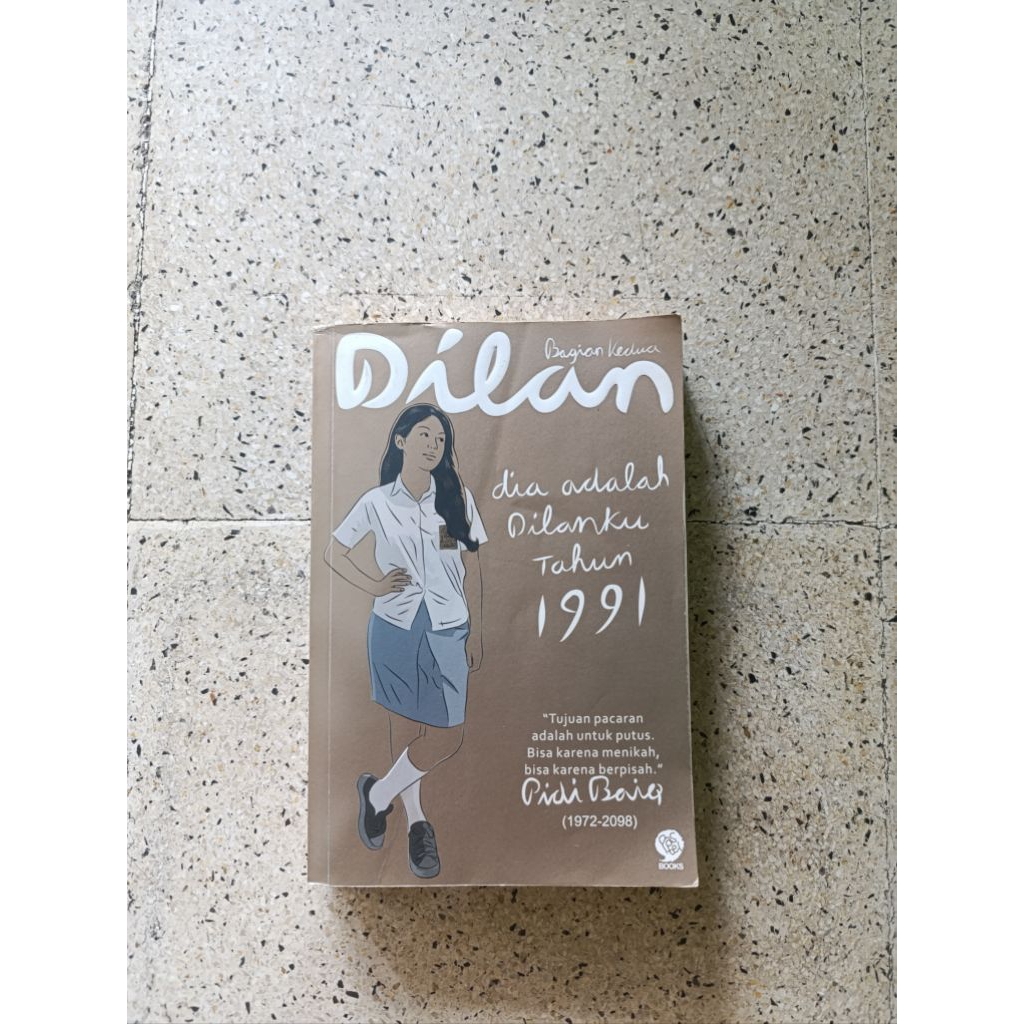 Dilan
Bagian Kedua
dia adalah
Dilanku
Tahun
1991
"Tujuan pacaran
adalah untuk putus.
Bisa karena menikah,
bisa karena berpisah."
Pidi Baiq
(1972-2098)
BOOKS